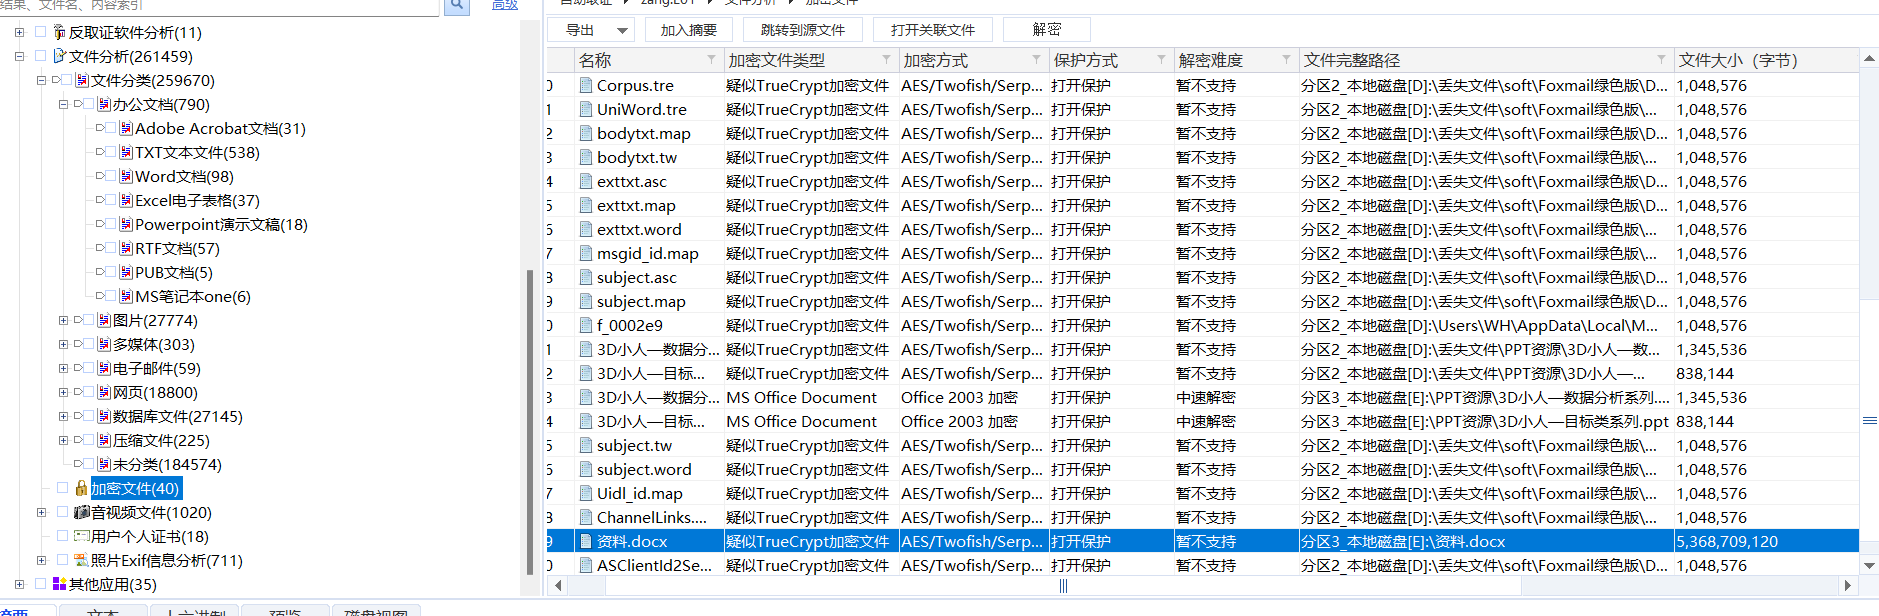 结果、文件名、内容索引
高级
反取证软件分析(11)
文件分析(261459)
文件分类(259670)
办公文档(790)
Adobe Acrobat文档(31)
TXT文本文件(538)
Word文档(98)
Excel电子表格(37)
Powerpoint演示文稿(18)
RTF文档(57)
PUB文档(5)
MS笔记本one(6)
图片(27774)
多媒体(303)
电子邮件(59)
网页(18800)
数据库文件(27145)
压缩文件(225)
未分类(184574)
加密文件(40)
音视频文件(1020)
用户个人证书(18)
照片Exif信息分析(711)
其他应用(35)
摘要 文本 十六进制 预览 磁盘视图
自动取证 zang.E01 文件分析 加密文件
导出 加入摘要 跳转到源文件 打开关联文件 解密
名称 加密文件类型 加密方式 保护方式 解密难度 文件完整路径 文件大小（字节）
0 Corpus.tre 疑似TrueCrypt加密文件 AES/Twofish/Serp... 打开保护 暂不支持 分区2_本地磁盘[D]:\丢失文件\soft\Foxmail绿色版\D... 1,048,576
1 UniWord.tre 疑似TrueCrypt加密文件 AES/Twofish/Serp... 打开保护 暂不支持 分区2_本地磁盘[D]:\丢失文件\soft\Foxmail绿色版\... 1,048,576
2 bodytxt.map 疑似TrueCrypt加密文件 AES/Twofish/Serp... 打开保护 暂不支持 分区2_本地磁盘[D]:\丢失文件\soft\Foxmail绿色版\... 1,048,576
3 bodytxt.tw 疑似TrueCrypt加密文件 AES/Twofish/Serp... 打开保护 暂不支持 分区2_本地磁盘[D]:\丢失文件\soft\Foxmail绿色版\... 1,048,576
4 exttxt.asc 疑似TrueCrypt加密文件 AES/Twofish/Serp... 打开保护 暂不支持 分区2_本地磁盘[D]:\丢失文件\soft\Foxmail绿色版\D... 1,048,576
5 exttxt.map 疑似TrueCrypt加密文件 AES/Twofish/Serp... 打开保护 暂不支持 分区2_本地磁盘[D]:\丢失文件\soft\Foxmail绿色版\D... 1,048,576
6 exttxt.word 疑似TrueCrypt加密文件 AES/Twofish/Serp... 打开保护 暂不支持 分区2_本地磁盘[D]:\丢失文件\soft\Foxmail绿色版\D... 1,048,576
7 msgid_id.map 疑似TrueCrypt加密文件 AES/Twofish/Serp... 打开保护 暂不支持 分区2_本地磁盘[D]:\丢失文件\soft\Foxmail绿色版\... 1,048,576
8 subject.asc 疑似TrueCrypt加密文件 AES/Twofish/Serp... 打开保护 暂不支持 分区2_本地磁盘[D]:\丢失文件\soft\Foxmail绿色版\D... 1,048,576
9 subject.map 疑似TrueCrypt加密文件 AES/Twofish/Serp... 打开保护 暂不支持 分区2_本地磁盘[D]:\丢失文件\soft\Foxmail绿色版\D... 1,048,576
0 f_0002e9 疑似TrueCrypt加密文件 AES/Twofish/Serp... 打开保护 暂不支持 分区2_本地磁盘[D]:\Users\WH\AppData\Local\M... 1,048,576
1 3D小人—数据分... 疑似TrueCrypt加密文件 AES/Twofish/Serp... 打开保护 暂不支持 分区2_本地磁盘[D]:\丢失文件\PPT资源\3D小人—数... 1,345,536
2 3D小人—目标... 疑似TrueCrypt加密文件 AES/Twofish/Serp... 打开保护 暂不支持 分区2_本地磁盘[D]:\丢失文件\PPT资源\3D小人—... 838,144
3 3D小人—数据分... MS Office Document Office 2003 加密 打开保护 中速解密 分区3_本地磁盘[E]:\PPT资源\3D小人—数据分析系列.... 1,345,536
4 3D小人—目标... MS Office Document Office 2003 加密 打开保护 中速解密 分区3_本地磁盘[E]:\PPT资源\3D小人—目标类系列.ppt 838,144
5 subject.tw 疑似TrueCrypt加密文件 AES/Twofish/Serp... 打开保护 暂不支持 分区2_本地磁盘[D]:\丢失文件\soft\Foxmail绿色版\... 1,048,576
6 subject.word 疑似TrueCrypt加密文件 AES/Twofish/Serp... 打开保护 暂不支持 分区2_本地磁盘[D]:\丢失文件\soft\Foxmail绿色版\... 1,048,576
7 Uidl_id.map 疑似TrueCrypt加密文件 AES/Twofish/Serp... 打开保护 暂不支持 分区2_本地磁盘[D]:\丢失文件\soft\Foxmail绿色版\... 1,048,576
8 ChannelLinks.... 疑似TrueCrypt加密文件 AES/Twofish/Serp... 打开保护 暂不支持 分区2_本地磁盘[D]:\丢失文件\soft\Foxmail绿色版\... 1,048,576
9 资料.docx 疑似TrueCrypt加密文件 AES/Twofish/Serp... 打开保护 暂不支持 分区3_本地磁盘[E]:\资料.docx 5,368,709,120
0 ASClientId2Se... 疑似TrueCrypt加密文件 AES/Twofish/Serp... 打开保护 暂不支持 分区2_本地磁盘[D]:\丢失文件\soft\Foxmail绿色版\... 1,048,576